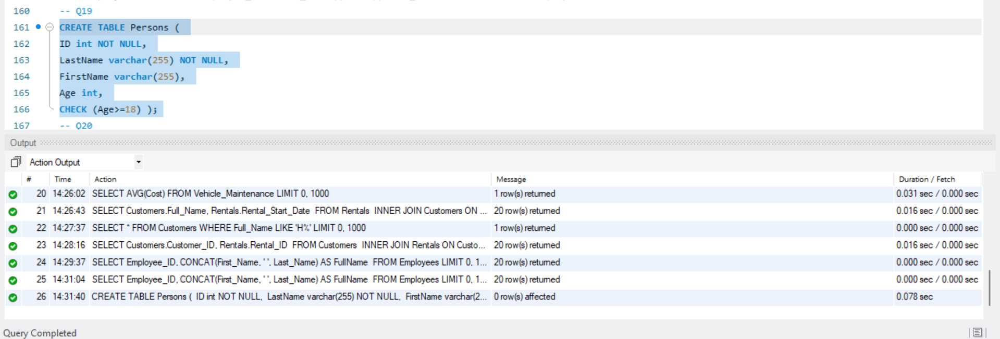 160 -- Q19
161 CREATE TABLE Persons (
162 ID int NOT NULL,
163 LastName varchar(255) NOT NULL,
164 FirstName varchar(255),
165 Age int,
166 CHECK (Age>=18) );
167 -- Q20
Output
Action Output
# Time Action Message Duration / Fetch
20 14:26:02 SELECT AVG(Cost) FROM Vehicle_Maintenance LIMIT 0, 1000 1 row(s) returned 0.031 sec / 0.000 sec
21 14:26:43 SELECT Customers.Full_Name, Rentals.Rental_Start_Date FROM Rentals INNER JOIN Customers ON ... 20 row(s) returned 0.016 sec / 0.000 sec
22 14:27:37 SELECT * FROM Customers WHERE Full_Name LIKE 'H%' LIMIT 0, 1000 1 row(s) returned 0.000 sec / 0.000 sec
23 14:28:16 SELECT Customers.Customer_ID, Rentals.Rental_ID FROM Customers INNER JOIN Rentals ON Custo... 20 row(s) returned 0.016 sec / 0.000 sec
24 14:29:37 SELECT Employee_ID, CONCAT(First_Name, ' ', Last_Name) AS FullName FROM Employees LIMIT 0, 1... 20 row(s) returned 0.000 sec / 0.000 sec
25 14:31:04 SELECT Employee_ID, CONCAT(First_Name, ' ', Last_Name) AS FullName FROM Employees LIMIT 0, 1... 20 row(s) returned 0.000 sec / 0.000 sec
26 14:31:40 CREATE TABLE Persons ( ID int NOT NULL, LastName varchar(255) NOT NULL, FirstName varchar(2... 0 row(s) affected 0.078 sec
Query Completed